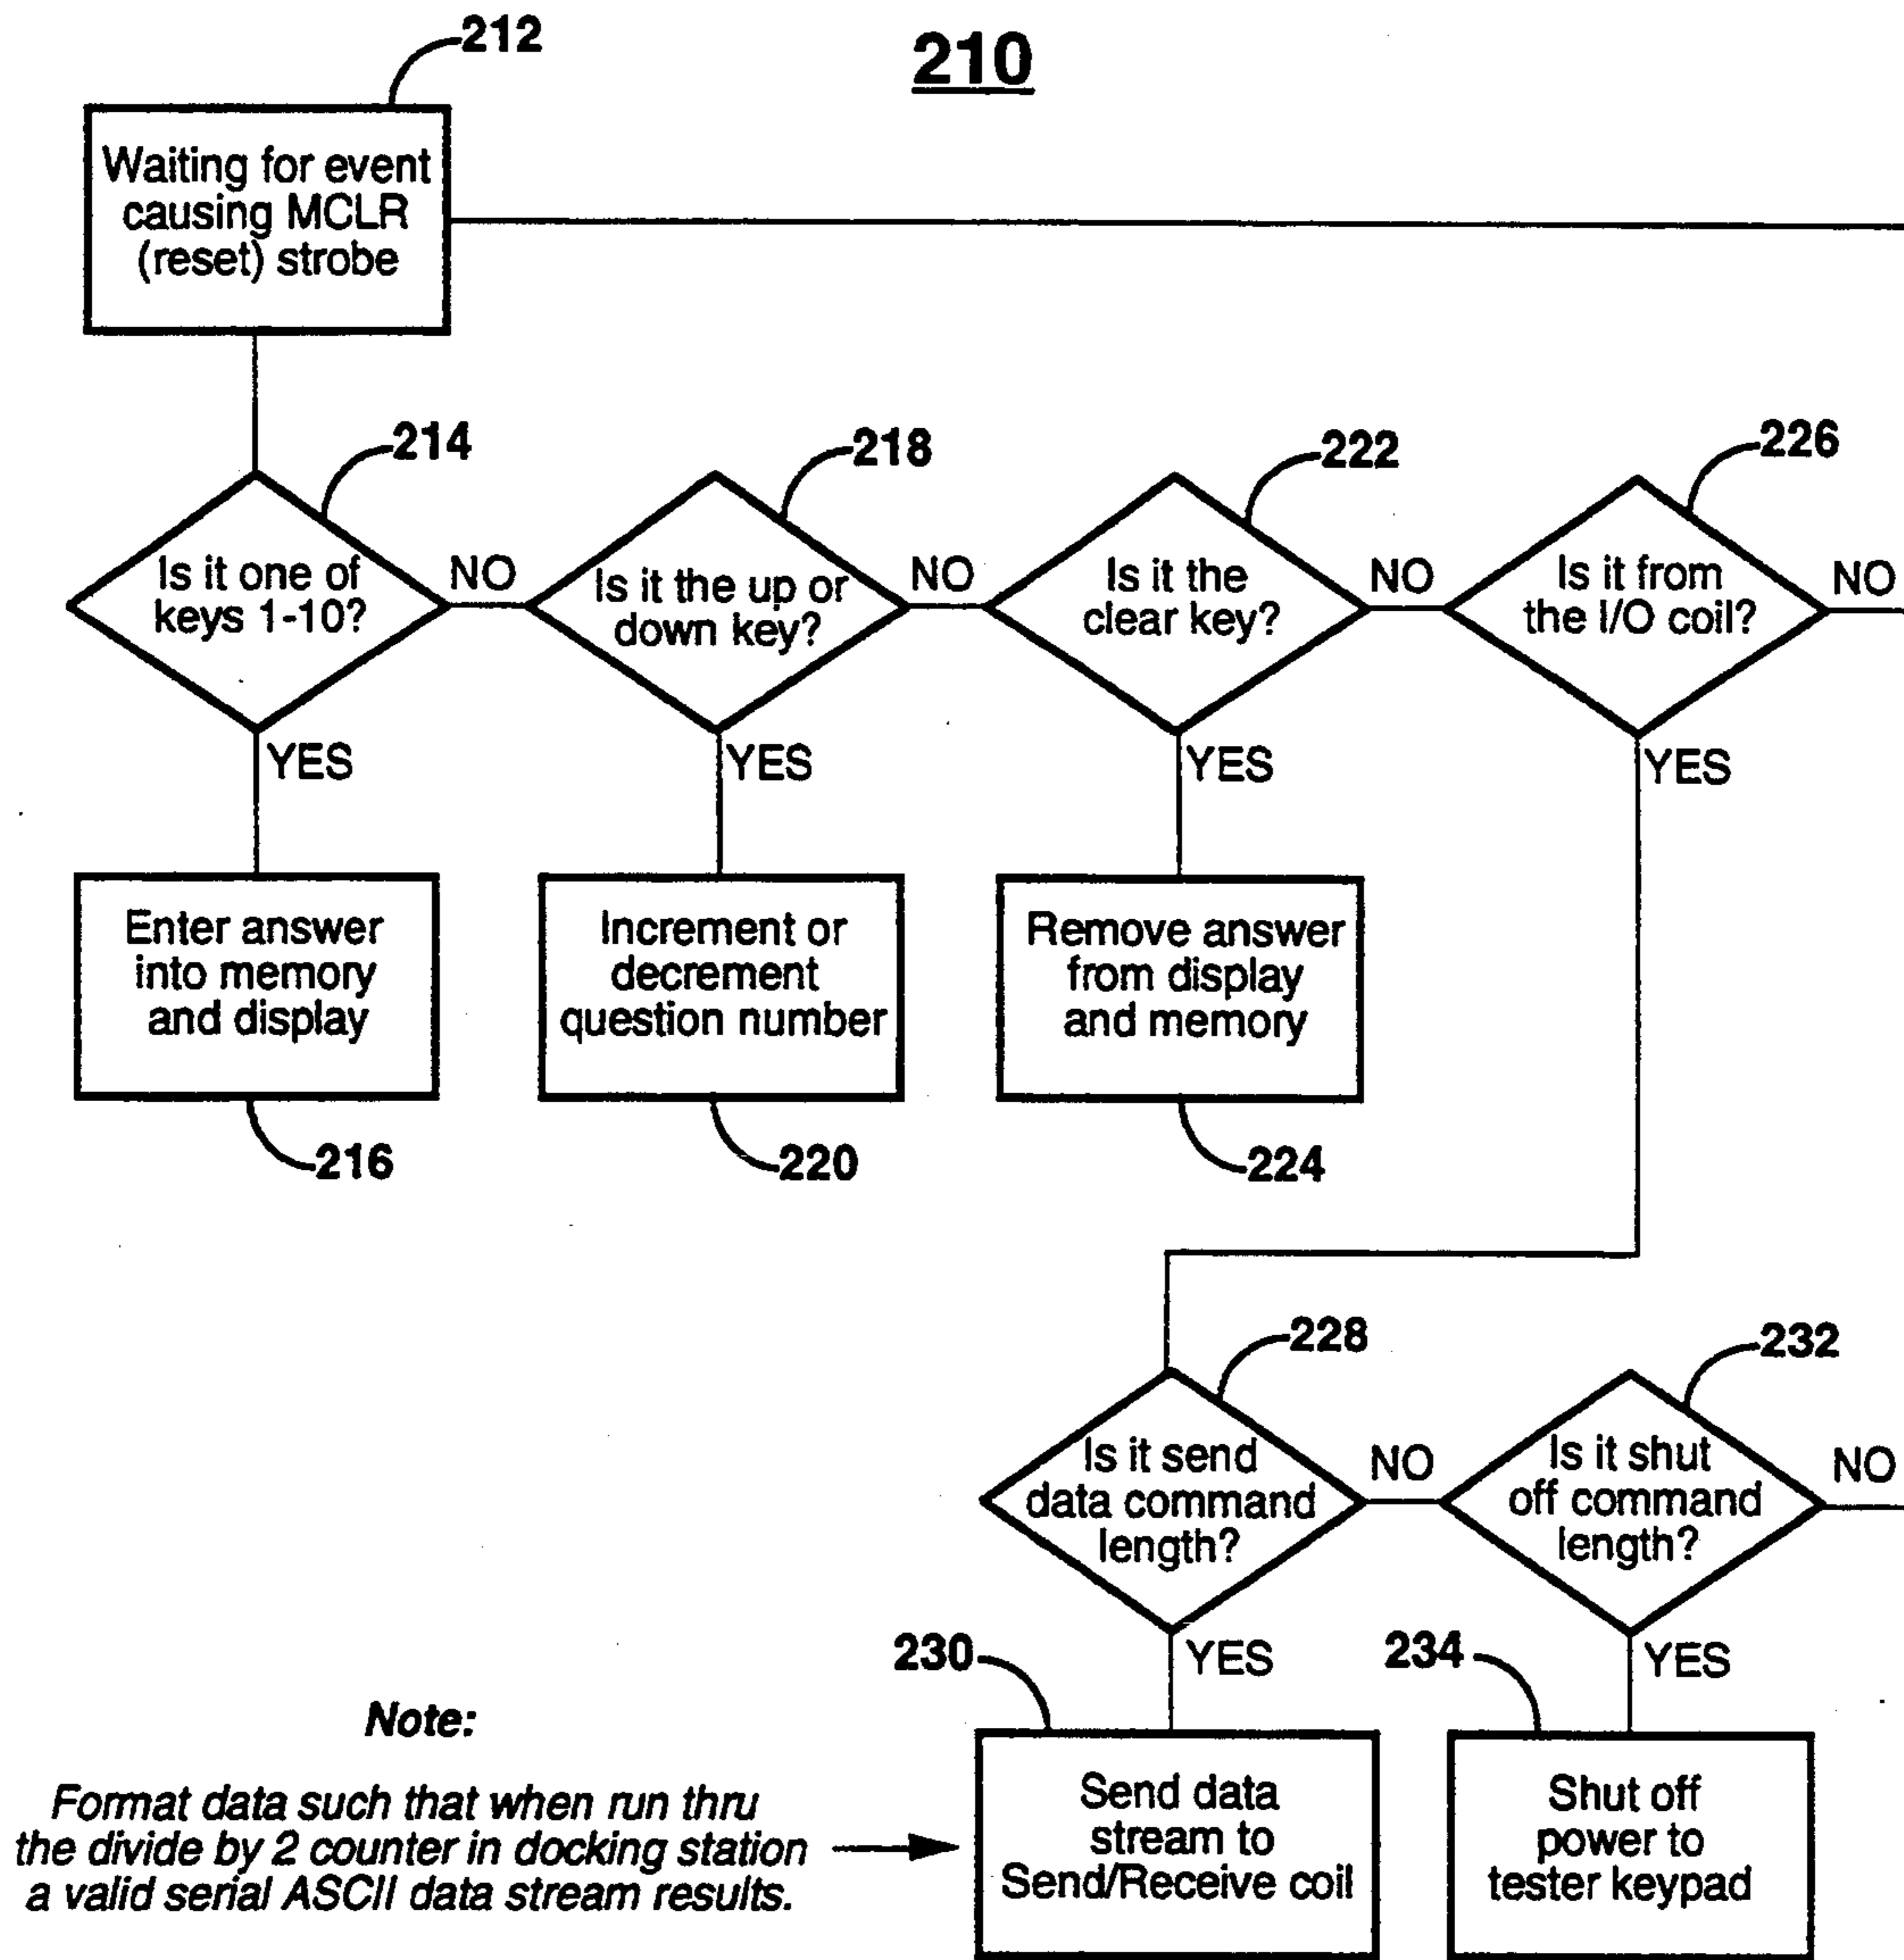 212
210
Waiting for event
causing MCLR
(reset) strobe
214
218
222
226
Is it one of
keys 1-10?
NO
Is it the up or
down key?
NO
Is it the
clear key?
NO
Is it from
the I/O coil?
NO
YES
YES
YES
YES
Enter answer
into memory
and display
Increment or
decrement
question number
Remove answer
from display
and memory
216
220
224
228
232
Is it send
data command
length?
NO
Is it shut
off command
length?
NO
230
YES
234
YES
Note:
Format data such that when run thru
the divide by 2 counter in docking station
a valid serial ASCII data stream results.
Send data
stream to
Send/Receive coil
Shut off
power to
tester keypad